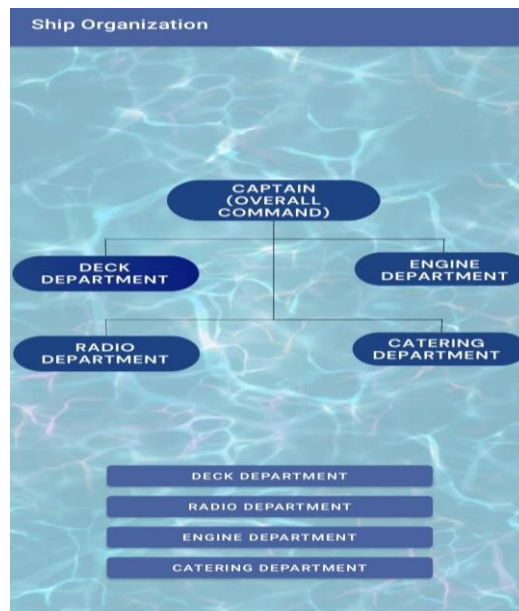 Ship Organization
CAPTAIN
(OVERALL
COMMAND)
DECK
DEPARTMENT
ENGINE
DEPARTMENT
RADIO
DEPARTMENT
CATERING
DEPARTMENT
DECK DEPARTMENT
RADIO DEPARTMENT
ENGINE DEPARTMENT
CATERING DEPARTMENT